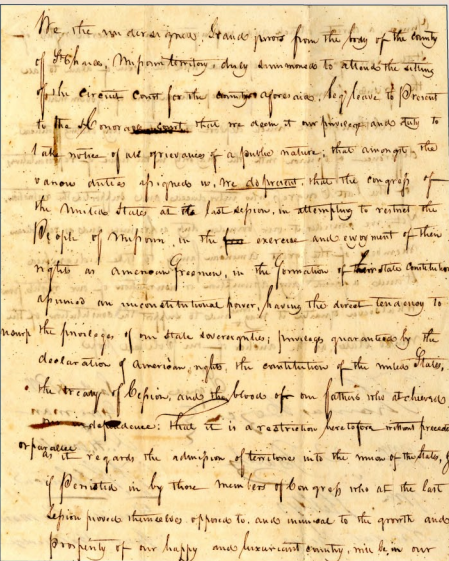 We, the undersigned Grand jurors from the body of the county
of St Charles, Missouri territory, duly summoned to attend the sitting
of the Circuit Court for the county aforesaid, beg leave to Present
to the Honorable Court, that we deem it our privilege and duty to
take notice of all grievances of a public nature; that amongst the
various duties assigned us, we do present, that the congress of
the United States at its last session, in attempting to restrict the
People of Missouri, in the exercise and enjoyment of their
rights as American Freemen, in the formation of their state Constitution
assumed an unconstitutional power, having the direct tendency to
usurp the privileges of our State sovereignties; privileges guaranteed by the
declaration of American rights, the constitution of the United States,
the treaty of Cession, and the blood of our fathers who atchieved
our independence: That it is a restriction heretofore without precedent
or parallel as it regards the admission of territories into the union of the States, &
if Persisted in by those members of Congress who at the last
Session proved themselves opposed to, and inimical to the growth and
Prosperity of our happy and luxuriant country, will be in our